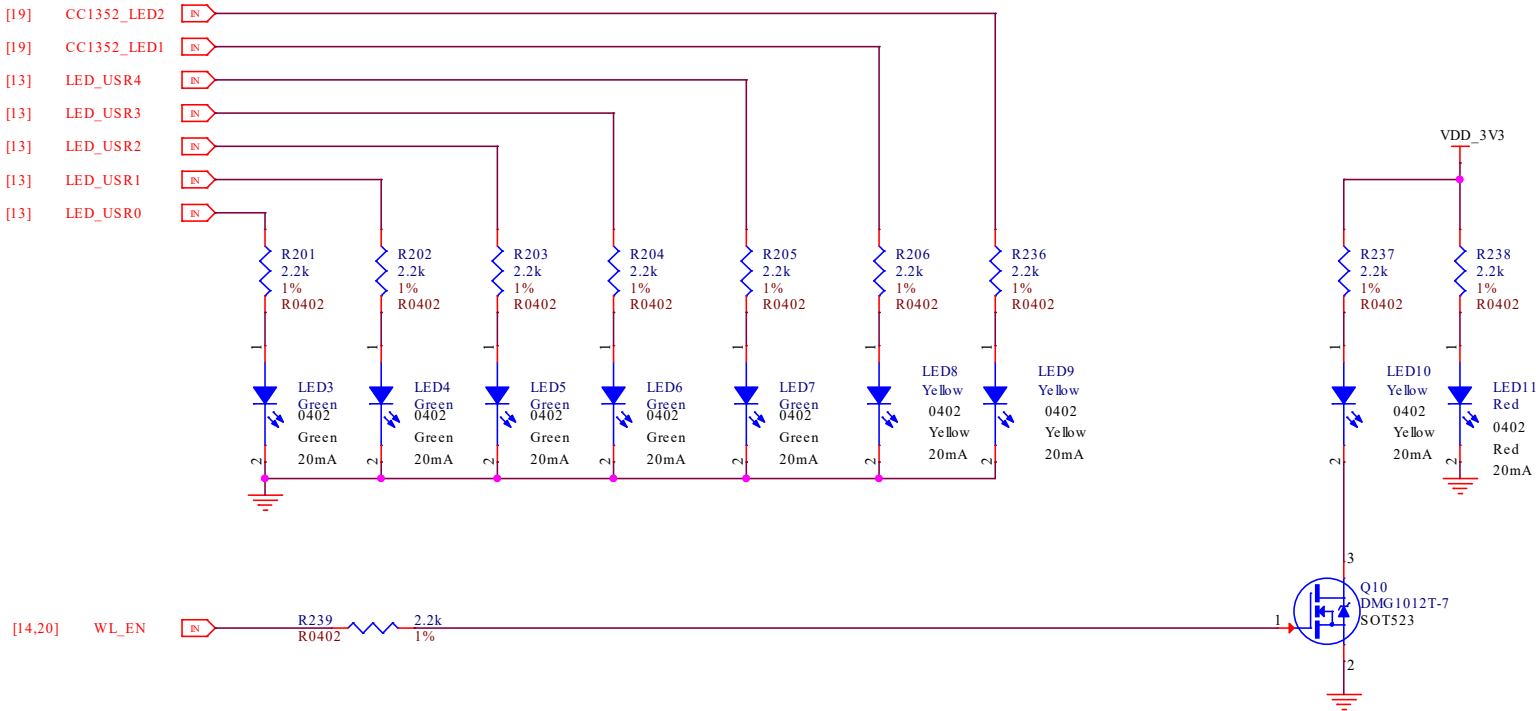 [19] CC1352_LED2 IN
[19] CC1352_LED1 IN
[13] LED_USR4 IN
[13] LED_USR3 IN
[13] LED_USR2 IN
[13] LED_USR1 IN
[13] LED_USR0 IN
VDD_3V3
R201
2.2k
1%
R0402
R202
2.2k
1%
R0402
R203
2.2k
1%
R0402
R204
2.2k
1%
R0402
R205
2.2k
1%
R0402
R206
2.2k
1%
R0402
R236
2.2k
1%
R0402
R237
2.2k
1%
R0402
R238
2.2k
1%
R0402
1
LED3
Green
0402
Green
20mA
2
1
LED4
Green
0402
Green
20mA
2
1
LED5
Green
0402
Green
20mA
2
1
LED6
Green
0402
Green
20mA
2
1
LED7
Green
0402
Green
20mA
2
1
LED8
Yellow
0402
Yellow
20mA
2
1
LED9
Yellow
0402
Yellow
20mA
2
1
LED10
Yellow
0402
Yellow
20mA
2
1
LED11
Red
0402
Red
20mA
2
[14,20] WL_EN IN
R239
R0402
2.2k
1%
1
3
Q10
DMG1012T-7
SOT523
2